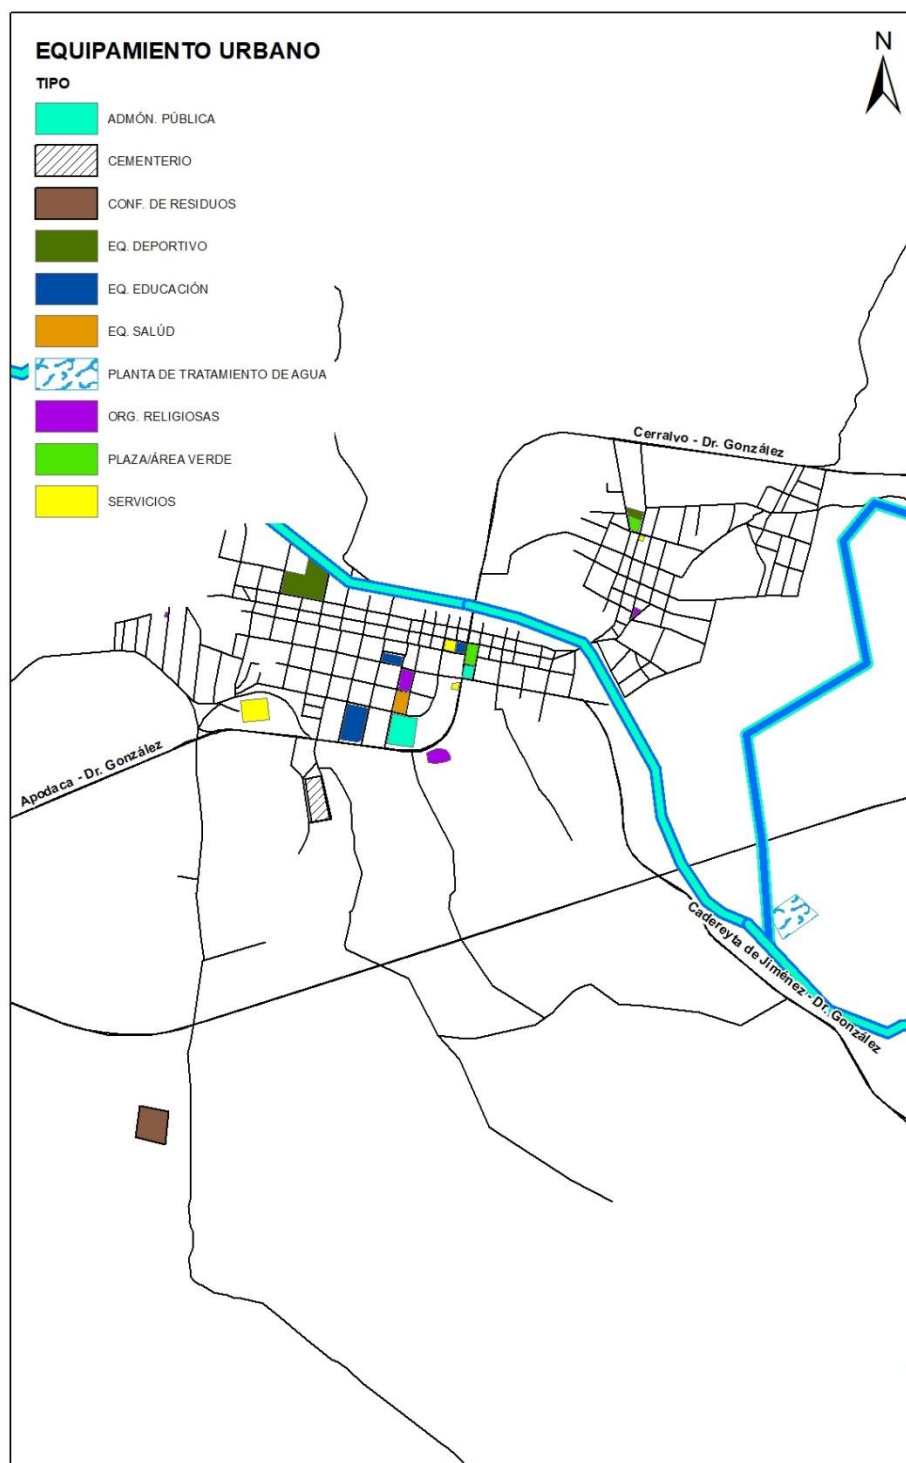 EQUIPAMIENTO URBANO
N
TIPO
ADMÓN. PÚBLICA
CEMENTERIO
CONF. DE RESIDUOS
EQ. DEPORTIVO
EQ. EDUCACIÓN
EQ. SALÚD
PLANTA DE TRATAMIENTO DE AGUA
ORG. RELIGIOSAS
PLAZA/ÁREA VERDE
SERVICIOS
Cerralvo - Dr. González
Apodaca - Dr. González
Cadereyta de Jiménez - Dr. González